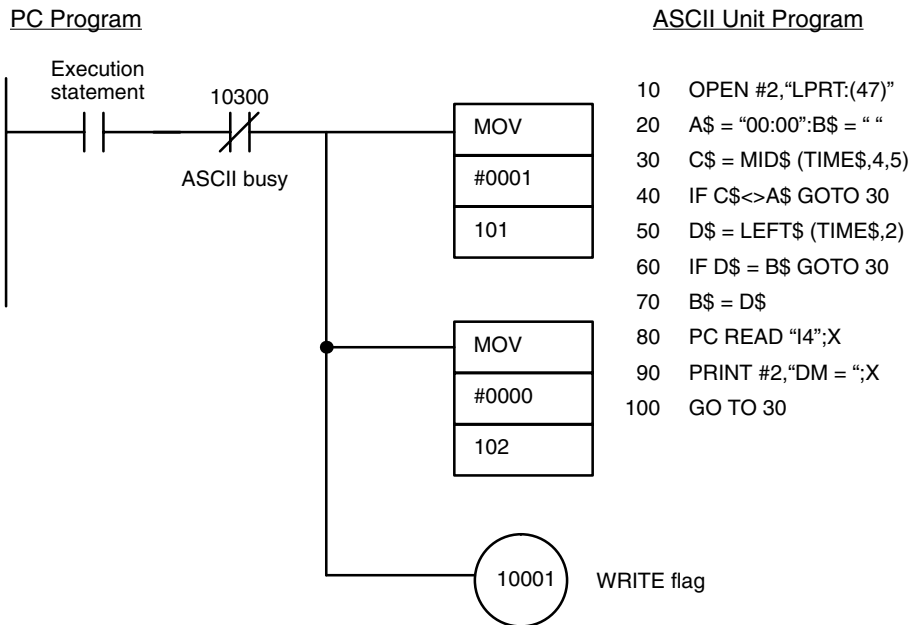 PC Program
Execution
statement
10300
ASCII busy
MOV
#0001
101
MOV
#0000
102
10001
WRITE flag
ASCII Unit Program
10 OPEN #2,“LPRT:(47)”
20 A$ = “00:00”:B$ = “ “
30 C$ = MID$ (TIME$,4,5)
40 IF C$<>A$ GOTO 30
50 D$ = LEFT$ (TIME$,2)
60 IF D$ = B$ GOTO 30
70 B$ = D$
80 PC READ “I4”;X
90 PRINT #2,“DM = “;X
100 GO TO 30